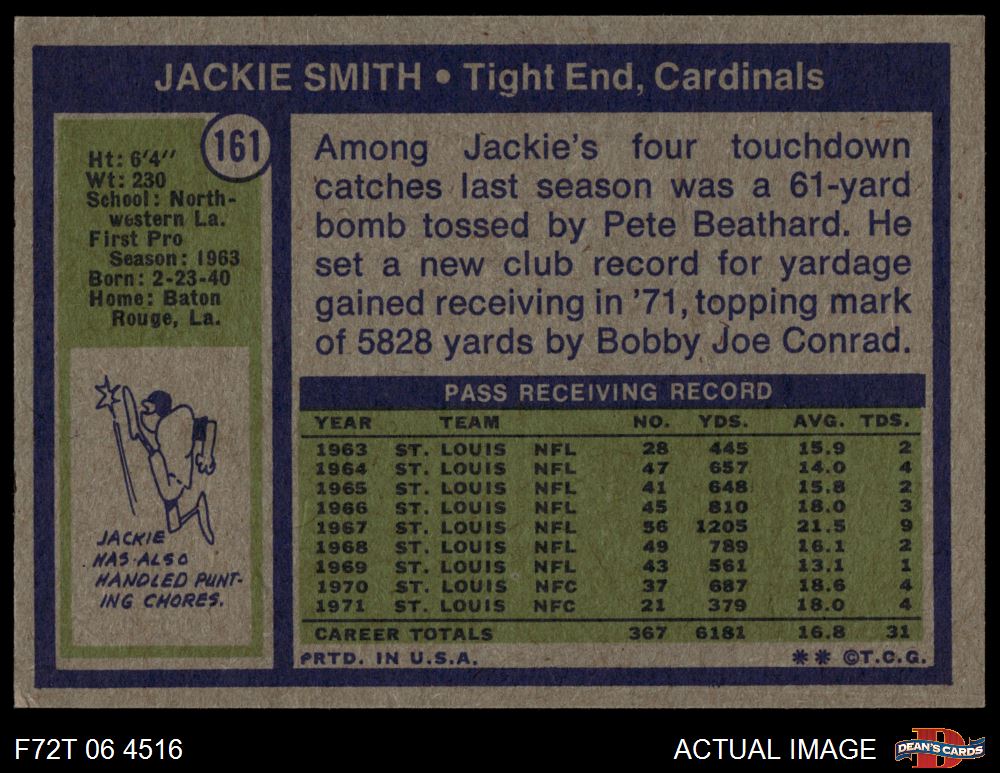 JACKIE SMITH • Tight End, Cardinals
161
Ht: 6'4''
Wt: 230
School: North-
western La.
First Pro
Season: 1963
Born: 2-23-40
Home: Baton
Rouge, La.
JACKIE
HAS ALSO
HANDLED PUNT-
ING CHORES.
Among Jackie's four touchdown
catches last season was a 61-yard
bomb tossed by Pete Beathard. He
set a new club record for yardage
gained receiving in '71, topping mark
of 5828 yards by Bobby Joe Conrad.
PASS RECEIVING RECORD
YEAR TEAM NO. YDS. AVG. TDS.
1963 ST. LOUIS NFL 28 445 15.9 2
1964 ST. LOUIS NFL 47 657 14.0 4
1965 ST. LOUIS NFL 41 648 15.8 2
1966 ST. LOUIS NFL 45 810 18.0 3
1967 ST. LOUIS NFL 56 1205 21.5 9
1968 ST. LOUIS NFL 49 789 16.1 2
1969 ST. LOUIS NFL 43 561 13.1 1
1970 ST. LOUIS NFC 37 687 18.6 4
1971 ST. LOUIS NFC 21 379 18.0 4
CAREER TOTALS 367 6181 16.8 31
PRTD. IN U.S.A. ** ©T.C.G.
F72T 06 4516
ACTUAL IMAGE
D
DEAN'S CARDS